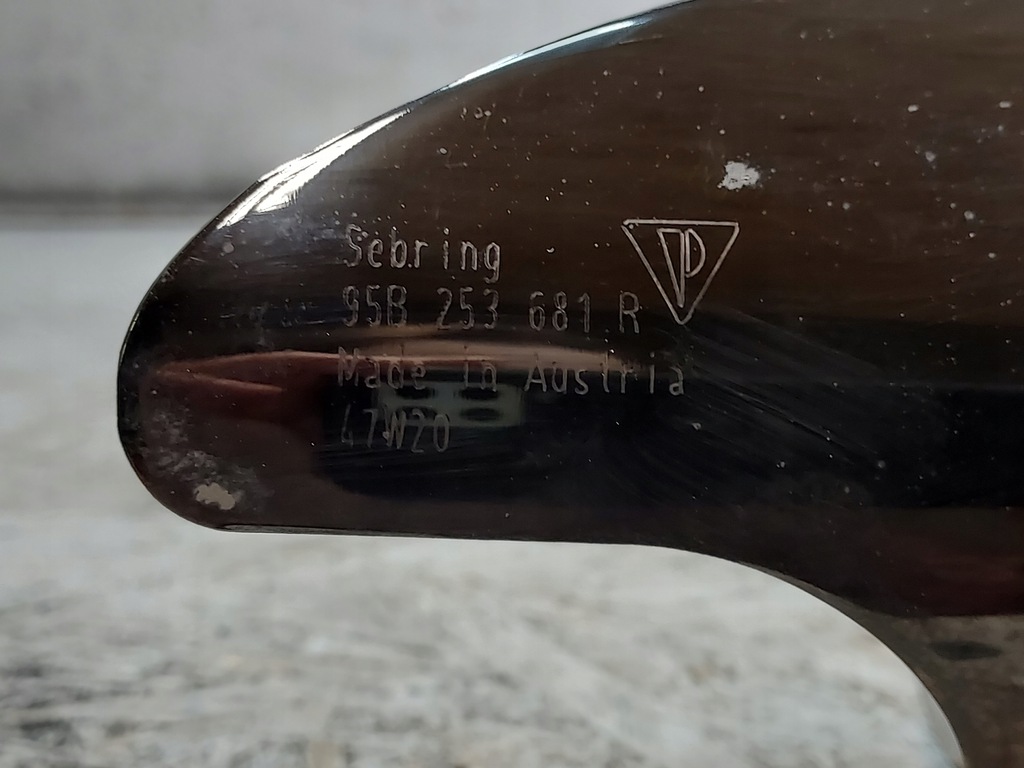 Sebring
95B 253 681 R
Made in Austria
47W20